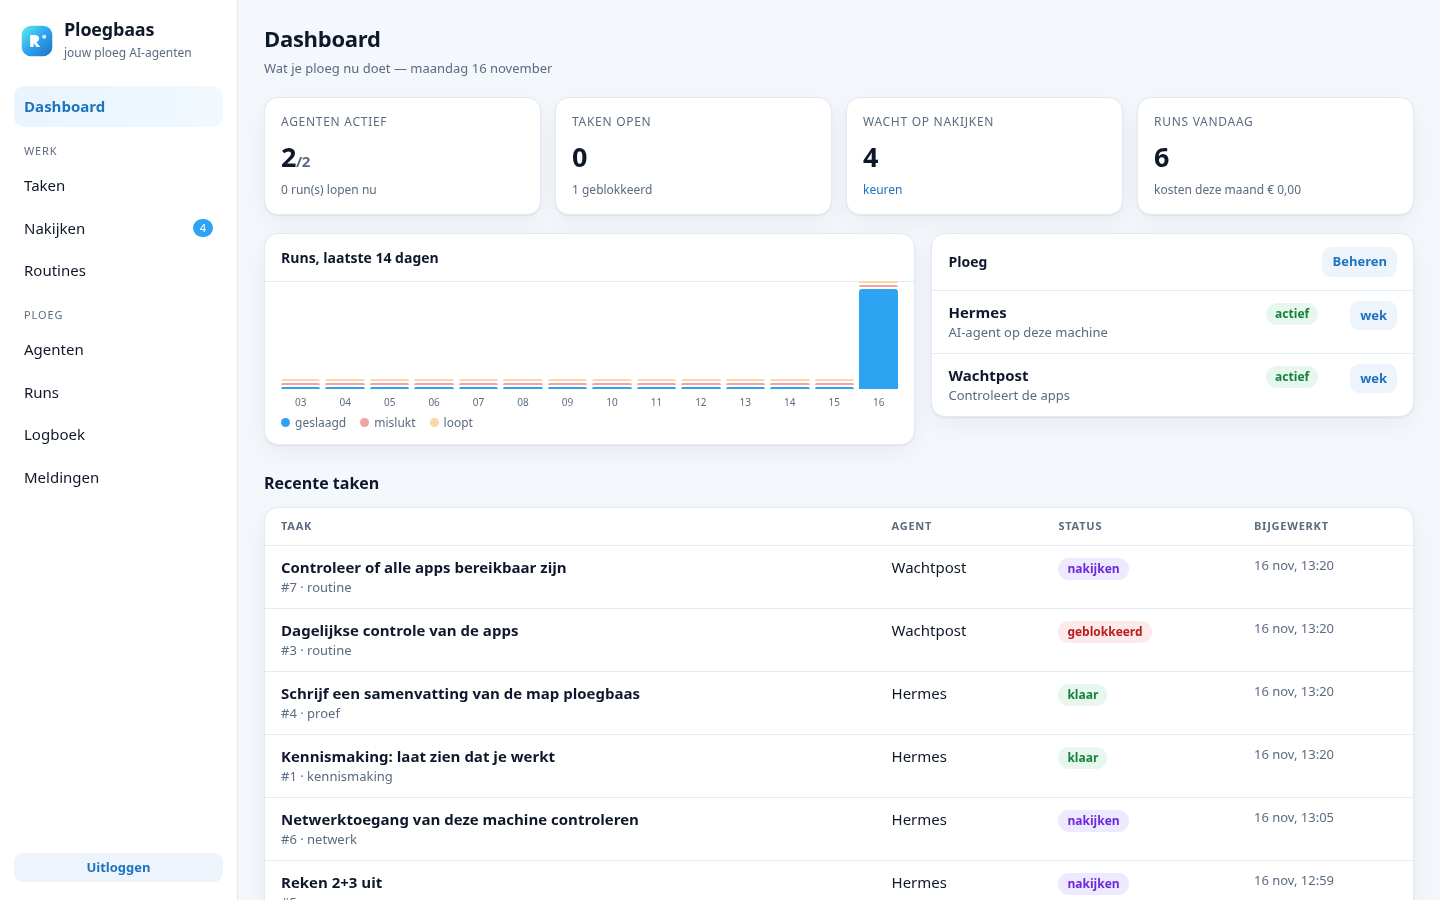 Ploegbaas
jouw ploeg AI-agenten
Dashboard
WERK
Taken
Nakijken 4
Routines
PLOEG
Agenten
Runs
Logboek
Meldingen
Uitloggen
Dashboard
Wat je ploeg nu doet — maandag 16 november
AGENTEN ACTIEF
2/2
0 run(s) lopen nu
TAKEN OPEN
0
1 geblokkeerd
WACHT OP NAKIJKEN
4
keuren
RUNS VANDAAG
6
kosten deze maand € 0,00
Runs, laatste 14 dagen
03 04 05 06 07 08 09 10 11 12 13 14 15 16
geslaagd mislukt loopt
Ploeg Beheren
Hermes actief wek
AI-agent op deze machine
Wachtpost actief wek
Controleert de apps
Recente taken
TAAK AGENT STATUS BIJGEWERKT
Controleer of alle apps bereikbaar zijn Wachtpost nakijken 16 nov, 13:20
#7 · routine
Dagelijkse controle van de apps Wachtpost geblokkeerd 16 nov, 13:20
#3 · routine
Schrijf een samenvatting van de map ploegbaas Hermes klaar 16 nov, 13:20
#4 · proef
Kennismaking: laat zien dat je werkt Hermes klaar 16 nov, 13:20
#1 · kennismaking
Netwerktoegang van deze machine controleren Hermes nakijken 16 nov, 13:05
#6 · netwerk
Reken 2+3 uit Hermes nakijken 16 nov, 12:59